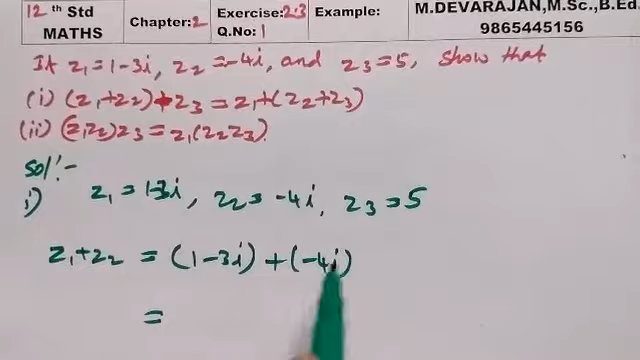 12 th Std
MATHS
Chapter:2
Exercise:2.3
Q.No: 1
Example:
M.DEVARAJAN,M.Sc.,B.Ed.
9865445156
If z₁=1-3i, z₂=-4i, and z₃=5, show that
(i) (z₁+z₂)+z₃=z₁+(z₂+z₃)
(ii) (z₁z₂)z₃=z₁(z₂z₃).
Sol':-
i) z₁=1-3i, z₂=-4i, z₃=5
z₁+z₂ = (1-3i)+(-4i)
=